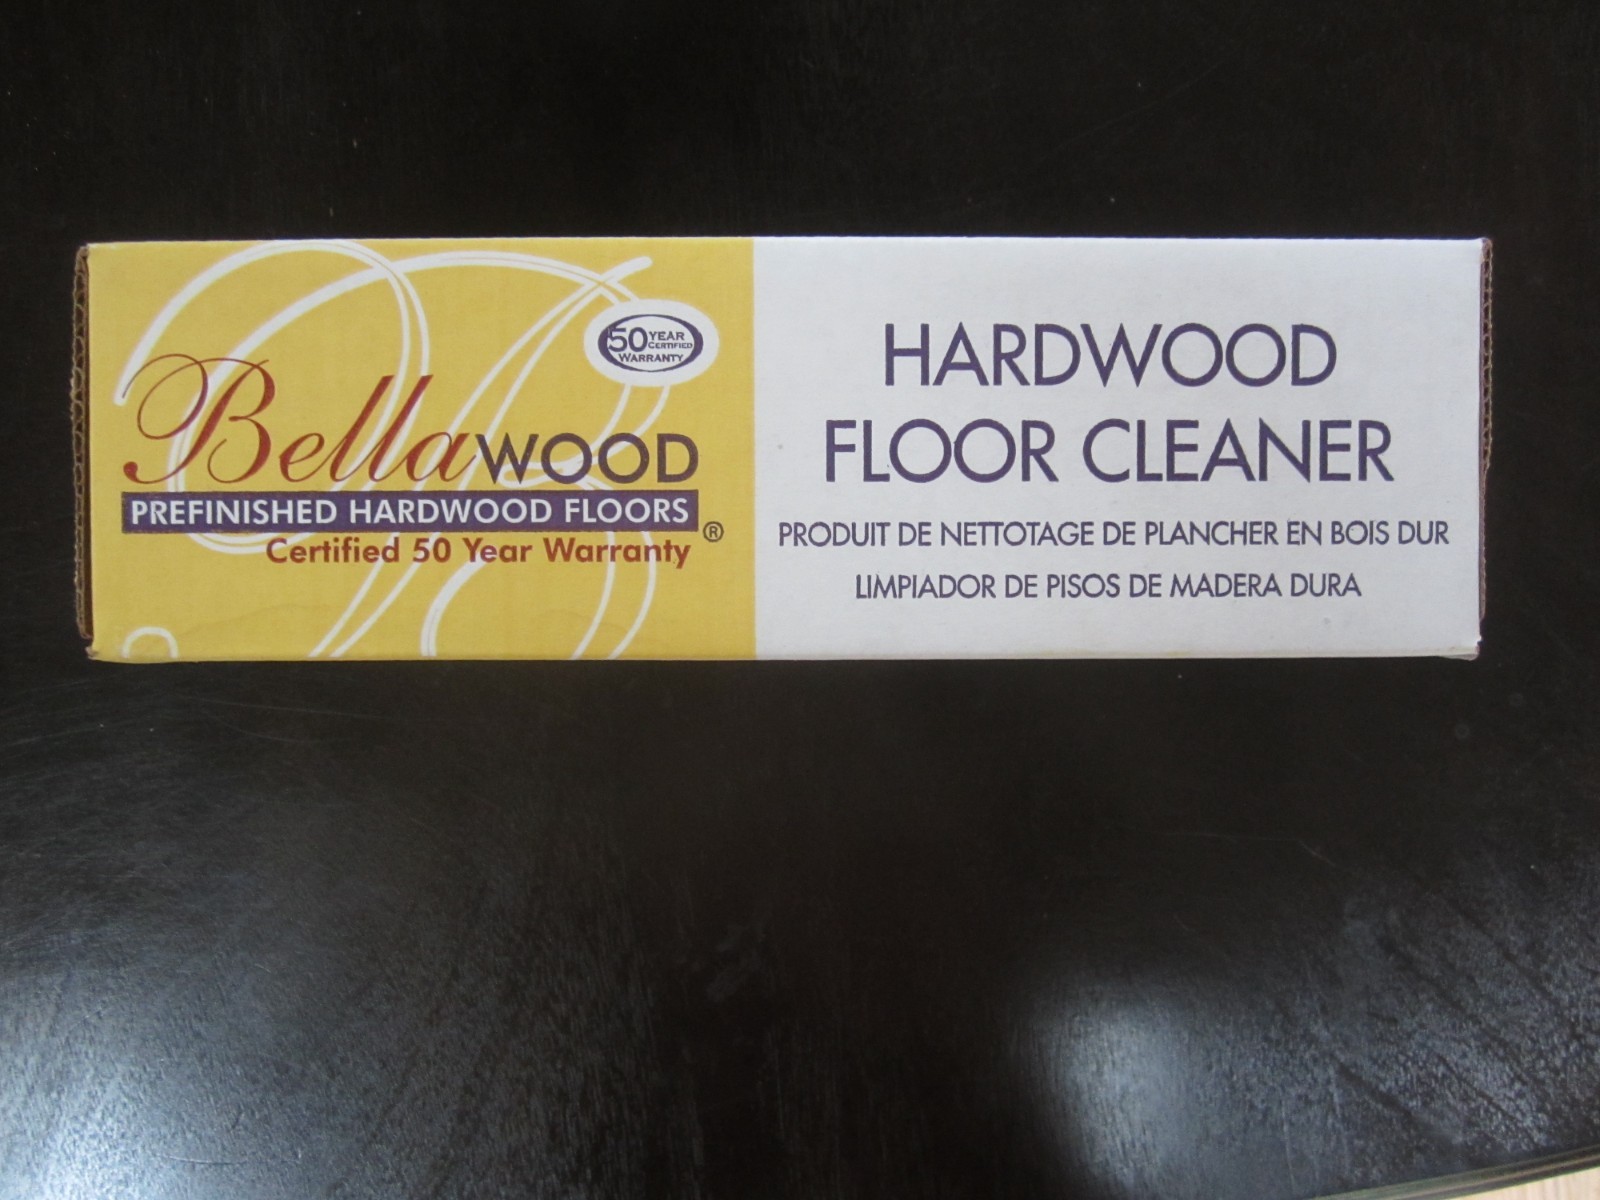 50 YEAR
CERTIFIED
WARRANTY
BellaWOOD
PREFINISHED HARDWOOD FLOORS ®
Certified 50 Year Warranty
HARDWOOD
FLOOR CLEANER
PRODUIT DE NETTOTAGE DE PLANCHER EN BOIS DUR
LIMPIADOR DE PISOS DE MADERA DURA